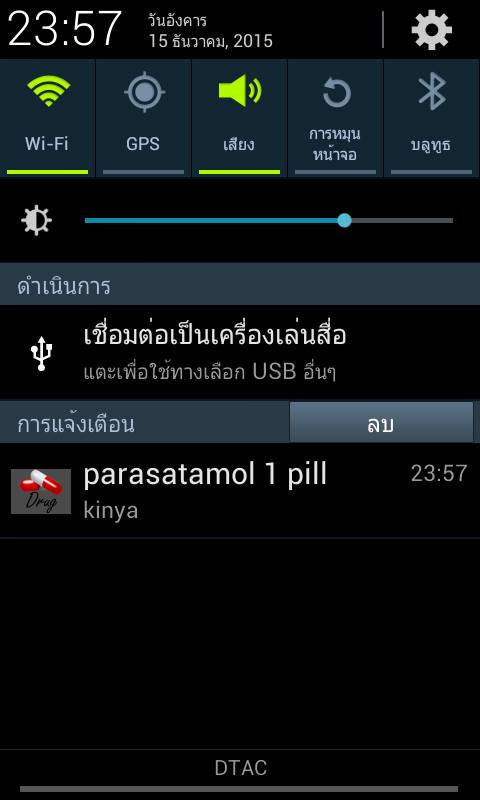 23:57
วันอังคาร
15 ธันวาคม, 2015
Wi-Fi
GPS
เสียง
การหมุน
หน้าจอ
บลูทูธ
ดำเนินการ
เชื่อมต่อเป็นเครื่องเล่นสื่อ
แตะเพื่อใช้ทางเลือก USB อื่นๆ
การแจ้งเตือน
ลบ
parasatamol 1 pill
23:57
Drug
kinya
DTAC